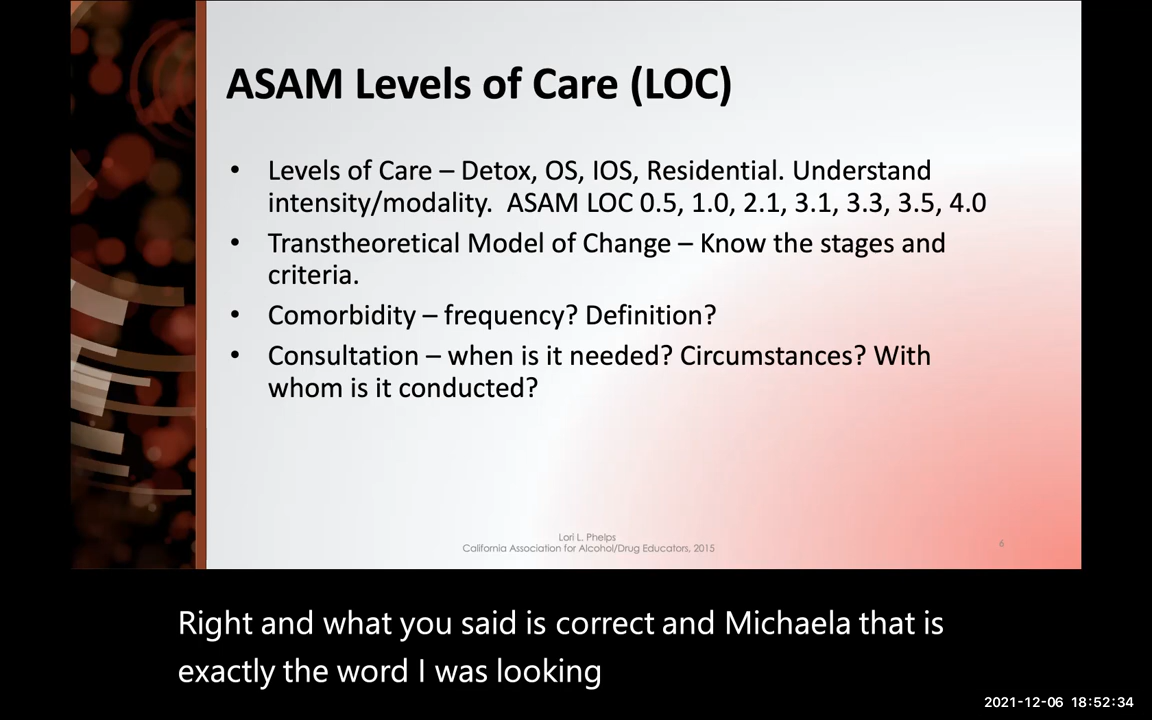 ASAM Levels of Care (LOC)
• Levels of Care – Detox, OS, IOS, Residential. Understand
intensity/modality.  ASAM LOC 0.5, 1.0, 2.1, 3.1, 3.3, 3.5, 4.0
• Transtheoretical Model of Change – Know the stages and
criteria.
• Comorbidity – frequency? Definition?
• Consultation – when is it needed? Circumstances? With
whom is it conducted?
Lori L. Phelps
California Association for Alcohol/Drug Educators, 2015
6
Right and what you said is correct and Michaela that is
exactly the word I was looking
2021-12-06 18:52:34